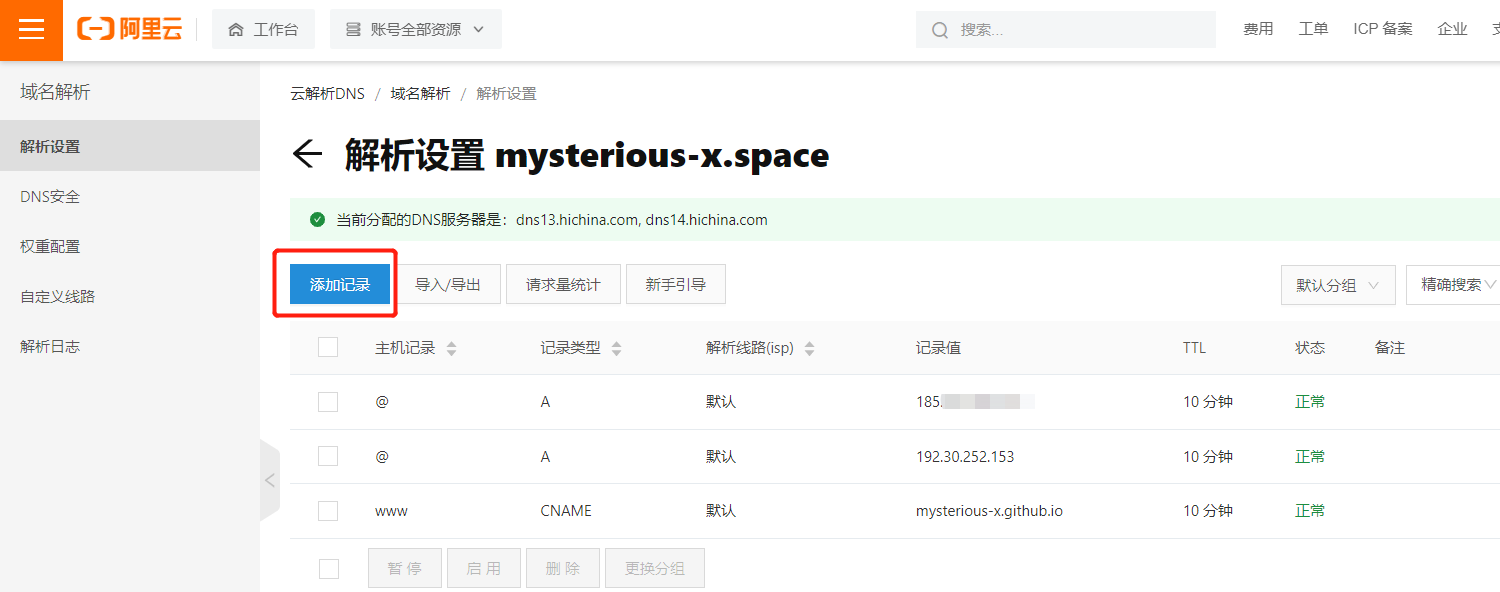 阿里云 工作台 账号全部资源 搜索... 费用 工单 ICP 备案 企业
域名解析
解析设置
DNS安全
权重配置
自定义线路
解析日志
云解析DNS / 域名解析 / 解析设置
解析设置 mysterious-x.space
当前分配的DNS服务器是：dns13.hichina.com, dns14.hichina.com
添加记录 导入/导出 请求量统计 新手引导 默认分组 精确搜索
主机记录 记录类型 解析线路(isp) 记录值 TTL 状态 备注
@ A 默认 185. 10 分钟 正常
@ A 默认 192.30.252.153 10 分钟 正常
www CNAME 默认 mysterious-x.github.io 10 分钟 正常
暂 停 启 用 删 除 更换分组